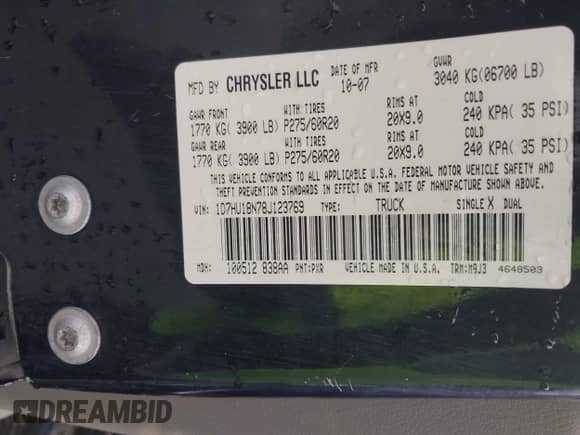 MFD BY CHRYSLER LLC DATE OF MFR 10-07 GVWR 3040 KG(06700 LB)
GAWR FRONT WITH TIRES RIMS AT COLD
1770 KG( 3900 LB) P275/60R20 20X9.0 240 KPA( 35 PSI)
GAWR REAR WITH TIRES RIMS AT COLD
1770 KG( 3900 LB) P275/60R20 20X9.0 240 KPA( 35 PSI)
THIS VEHICLE CONFORMS TO ALL APPLICABLE U.S.A. FEDERAL MOTOR VEHICLE SAFETY AND
THEFT PREVENTION STANDARDS IN EFFECT ON THE DATE OF MANUFACTURE SHOWN ABOVE.
VIN: 1D7HU18N78J123769 TYPE: TRUCK SINGLE X DUAL
MDH: 100512 838AA PNT:PXR VEHICLE MADE IN U.S.A. TRM:M9J3 4648503
DREAMBID